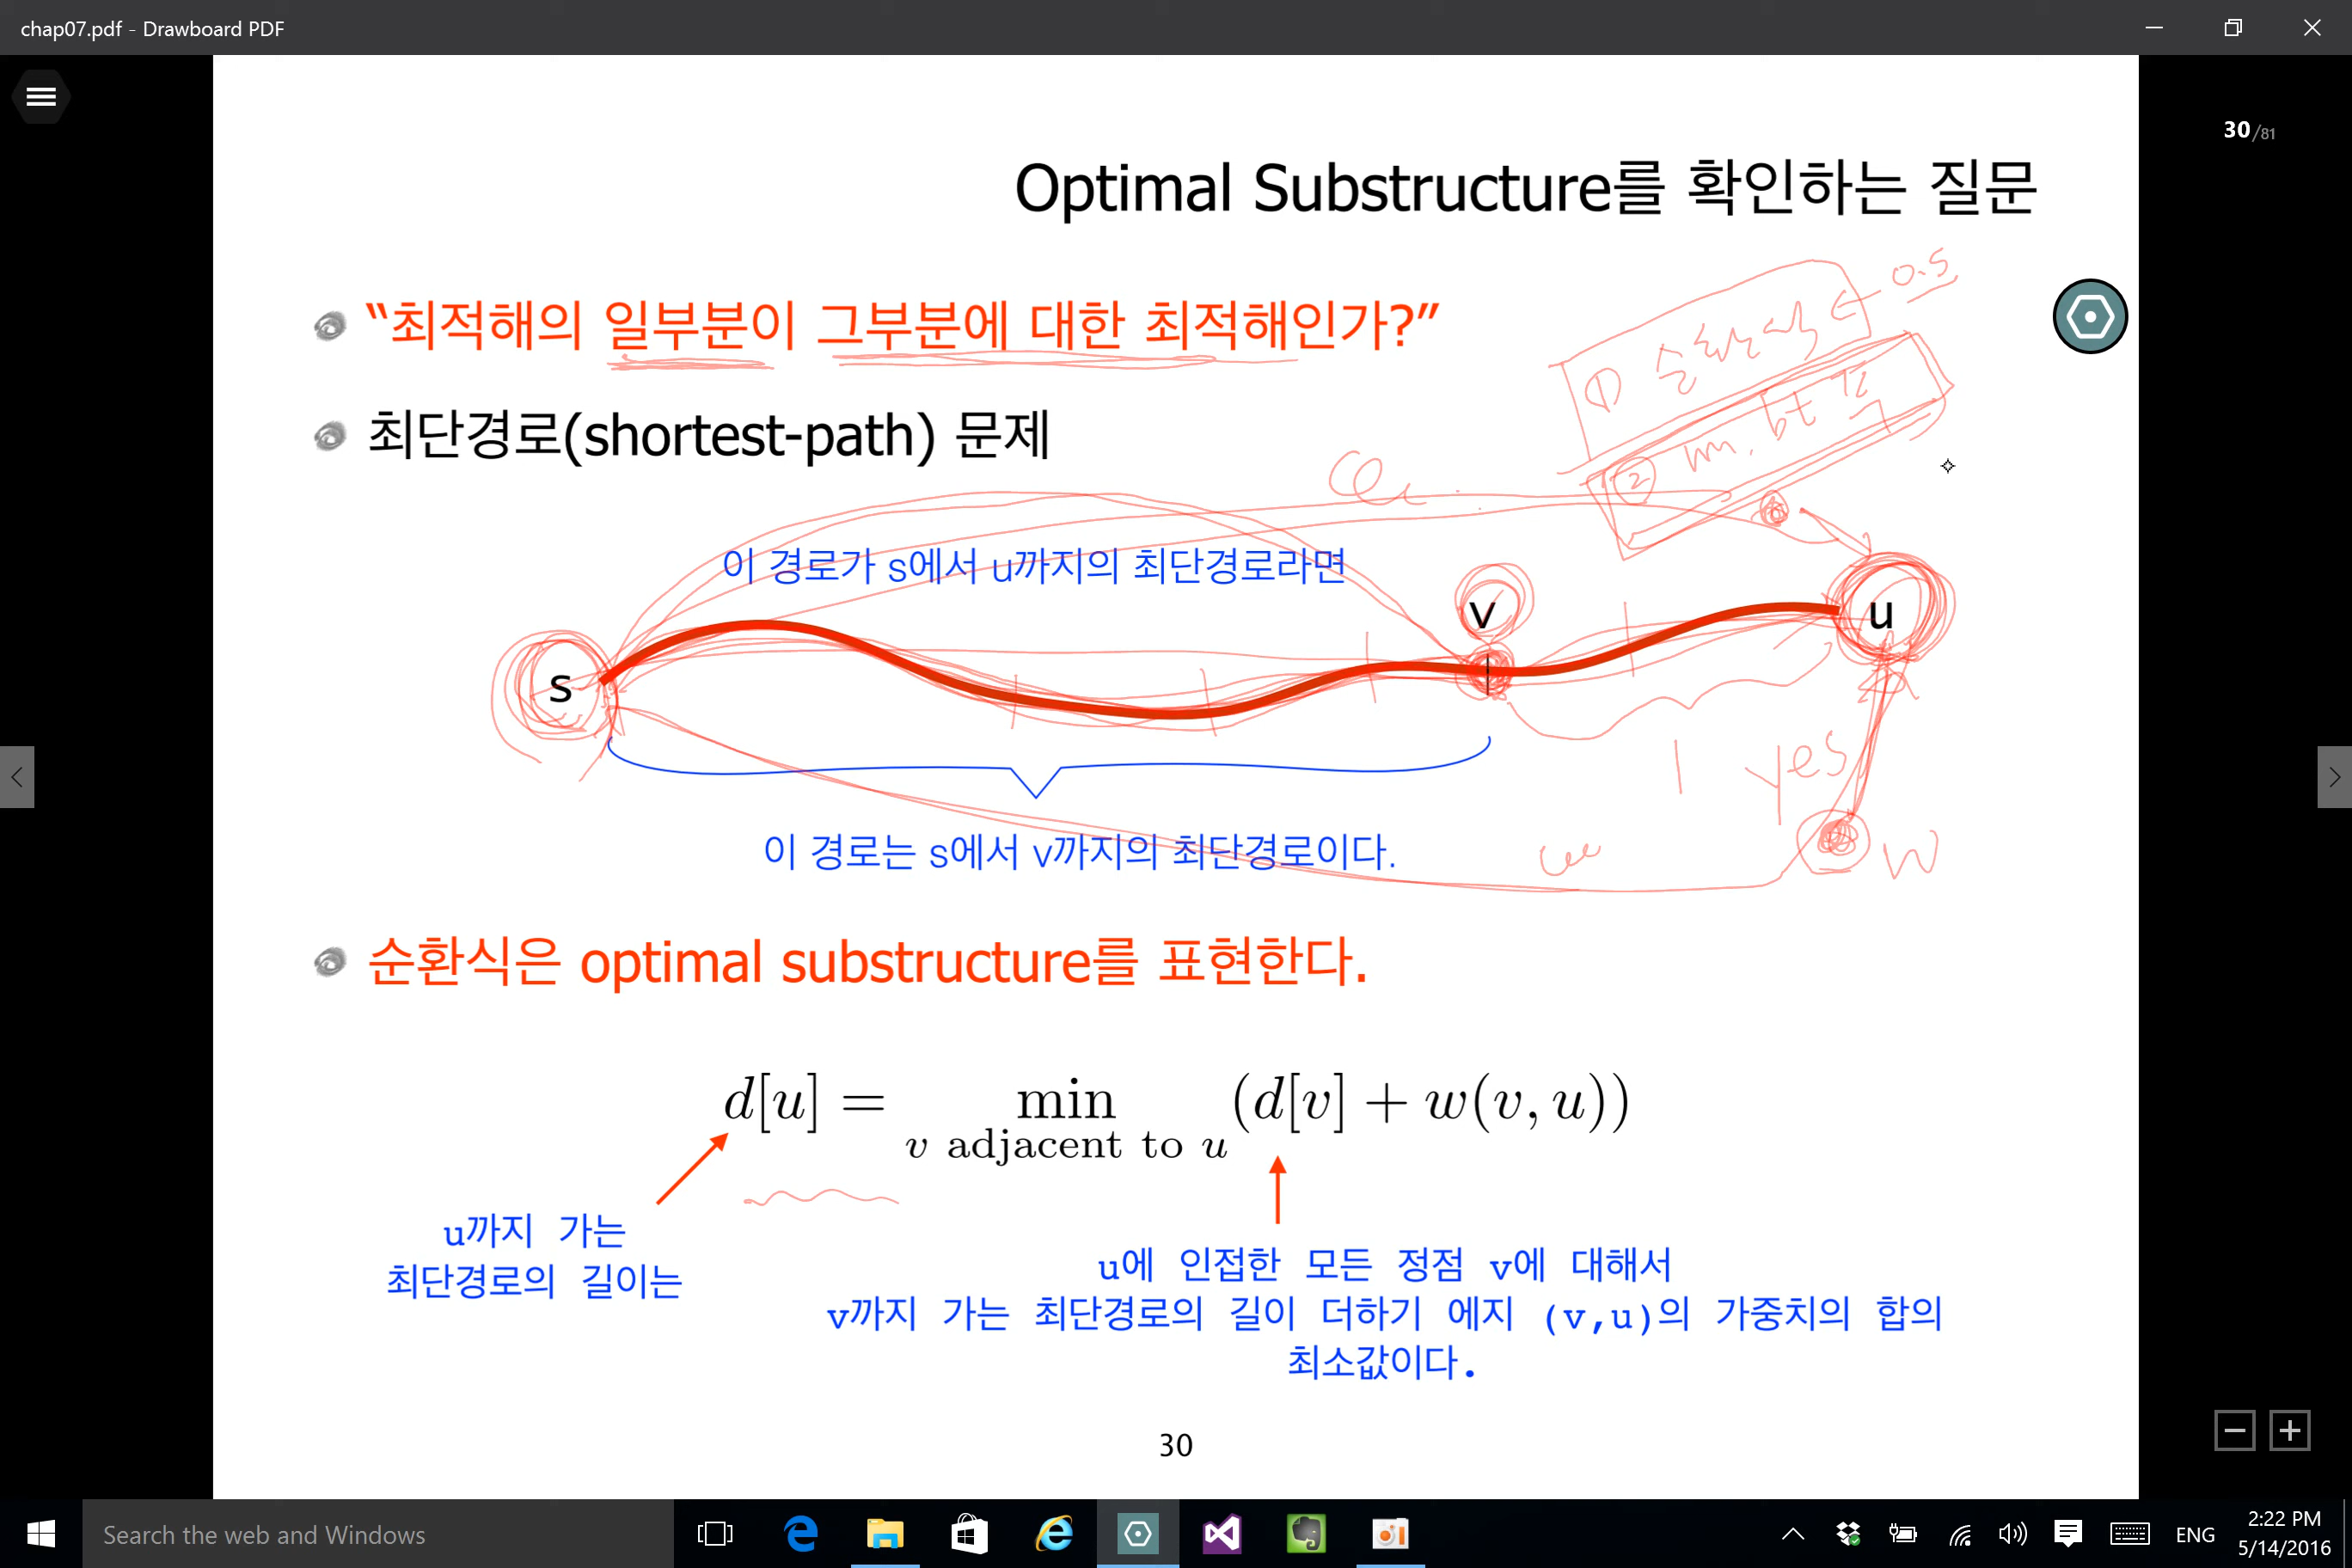 chap07.pdf - Drawboard PDF
30/81
Optimal Substructure를 확인하는 질문
“최적해의 일부분이 그부분에 대한 최적해인가?”
0.5
① 순환식
② m. bt
최단경로(shortest-path) 문제
이 경로가 s에서 u까지의 최단경로라면
v
u
s
1 yes
이 경로는 s에서 v까지의 최단경로이다.
W
순환식은 optimal substructure를 표현한다.
d[u] = min (d[v] + w(v, u))
v adjacent to u
u까지 가는
최단경로의 길이는
u에 인접한 모든 정점 v에 대해서
v까지 가는 최단경로의 길이 더하기 에지 (v,u)의 가중치의 합의
최소값이다.
30
Search the web and Windows
ENG
2:22 PM
5/14/2016